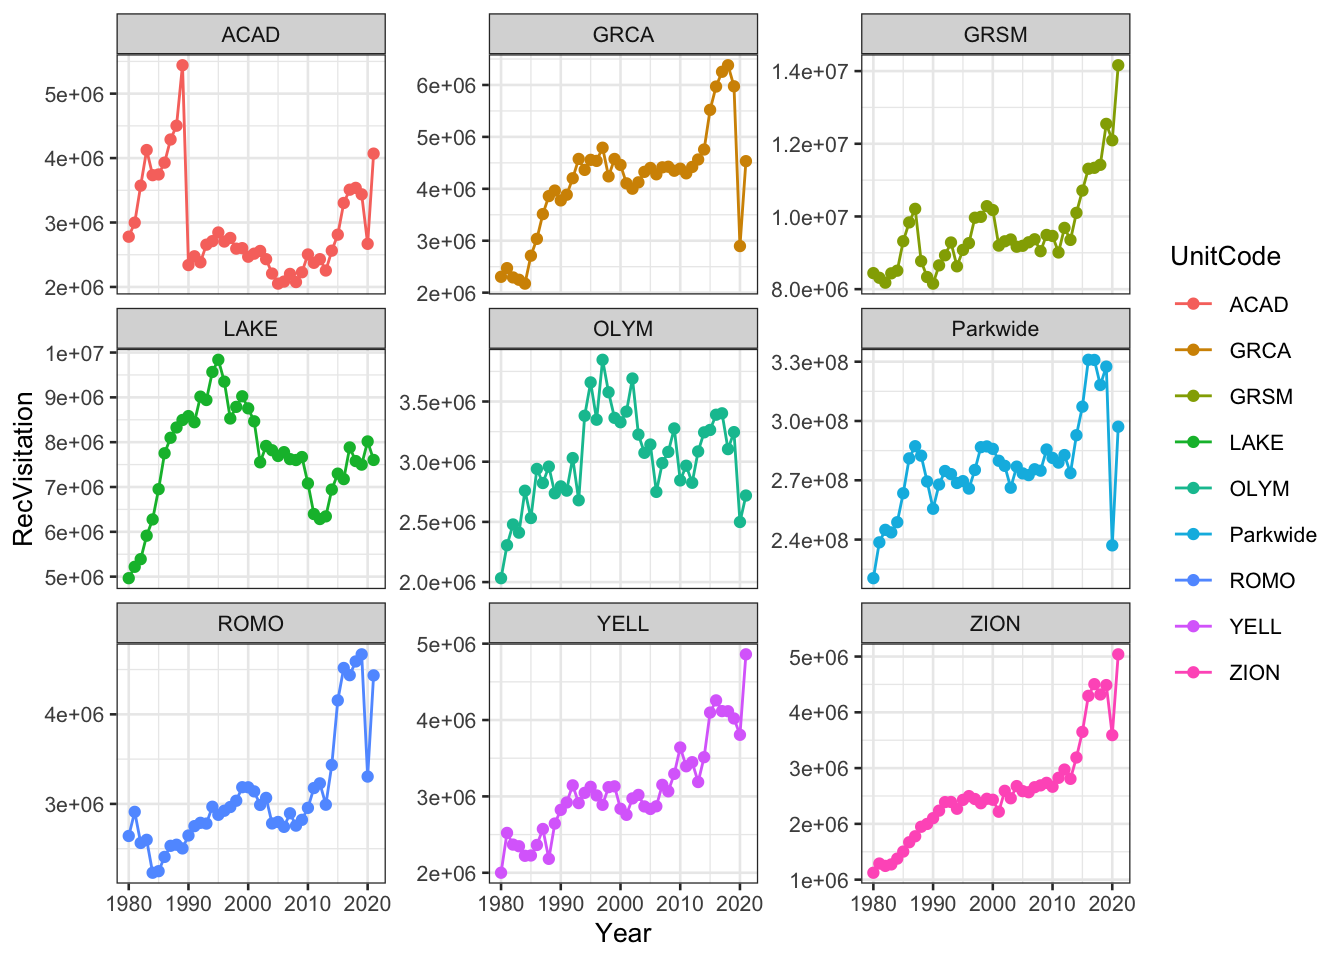 ACAD GRCA GRSM
5e+06 4e+06 3e+06 2e+06
6e+06 5e+06 4e+06 3e+06 2e+06
1.4e+07 1.2e+07 1.0e+07 8.0e+06
LAKE OLYM Parkwide
1e+07 9e+06 8e+06 7e+06 6e+06 5e+06
3.5e+06 3.0e+06 2.5e+06 2.0e+06
3.3e+08 3.0e+08 2.7e+08 2.4e+08
RecVisitation
ROMO YELL ZION
4e+06 3e+06
5e+06 4e+06 3e+06 2e+06
5e+06 4e+06 3e+06 2e+06 1e+06
1980 1990 2000 2010 2020 1980 1990 2000 2010 2020 1980 1990 2000 2010 2020
Year
UnitCode
ACAD
GRCA
GRSM
LAKE
OLYM
Parkwide
ROMO
YELL
ZION